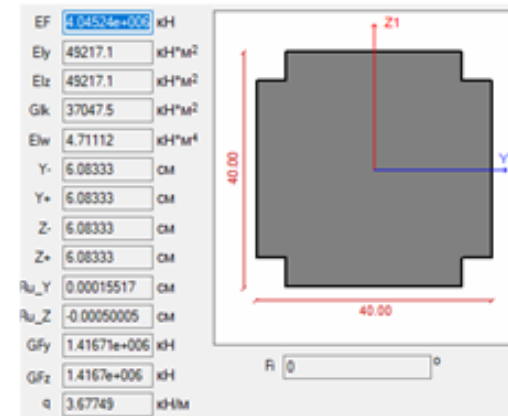 EF 4.04524e+006 кН
EIy 49217.1 кН*м²
EIz 49217.1 кН*м²
GIk 37047.5 кН*м²
EIw 4.71112 кН*м⁴
Y- 6.08333 см
Y+ 6.08333 см
Z- 6.08333 см
Z+ 6.08333 см
Ru_Y 0.00015517 см
Ru_Z -0.00050005 см
GFy 1.41671e+006 кН
GFz 1.4167e+006 кН
q 3.67749 кН/м
Z1
Y
40.00
40.00
Fi 0 °